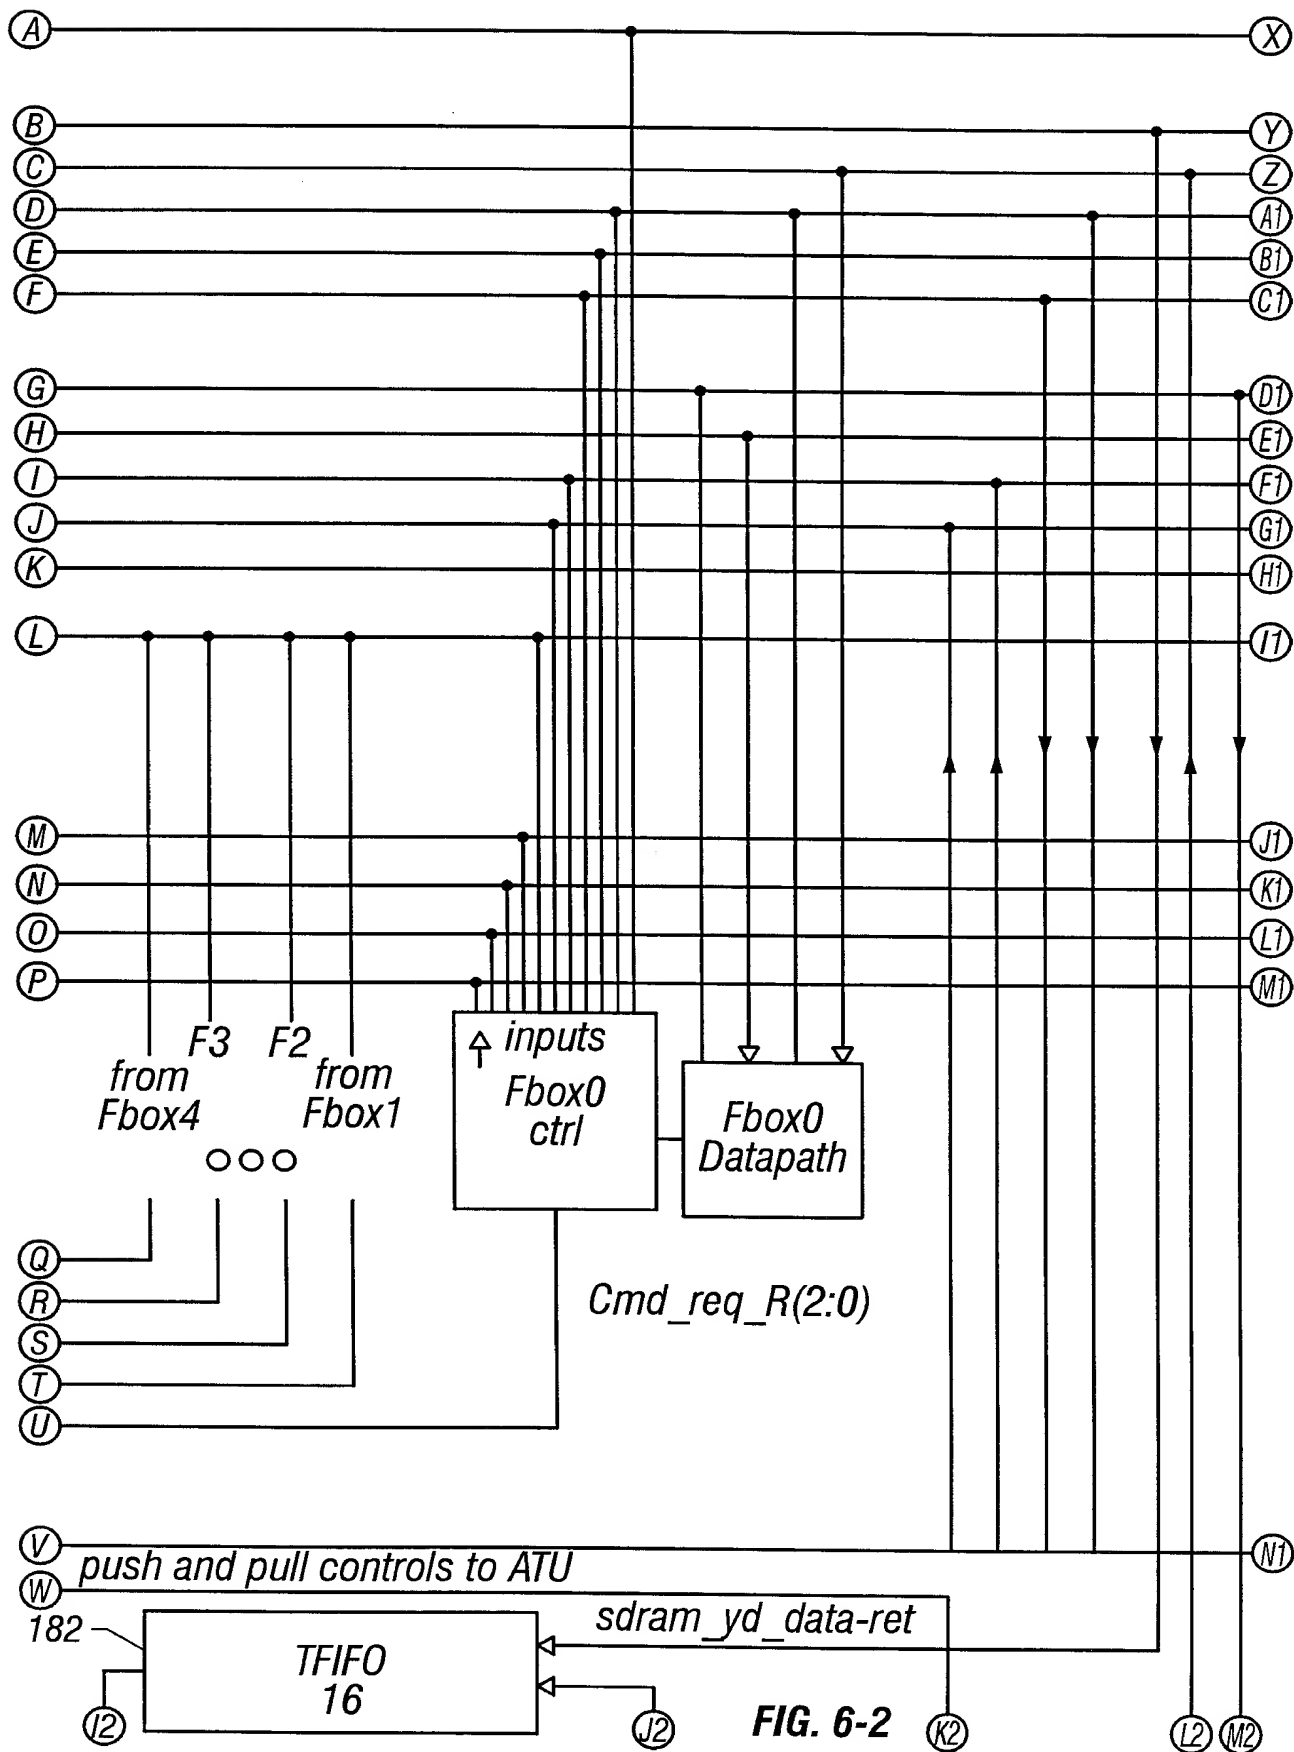 A X
B Y
C Z
D A1
E B1
F C1
G D1
H E1
I F1
J G1
K H1
L I1
M J1
N K1
O L1
P M1
F3 F2
from Fbox4
from Fbox1
inputs
Fbox0
ctrl
Fbox0
Datapath
Q
R
Cmd_req_R(2:0)
S
T
U
V N1
push and pull controls to ATU
W
182
sdram_yd_data-ret
TFIFO
16
I2 J2 FIG. 6-2 K2 L2 M2